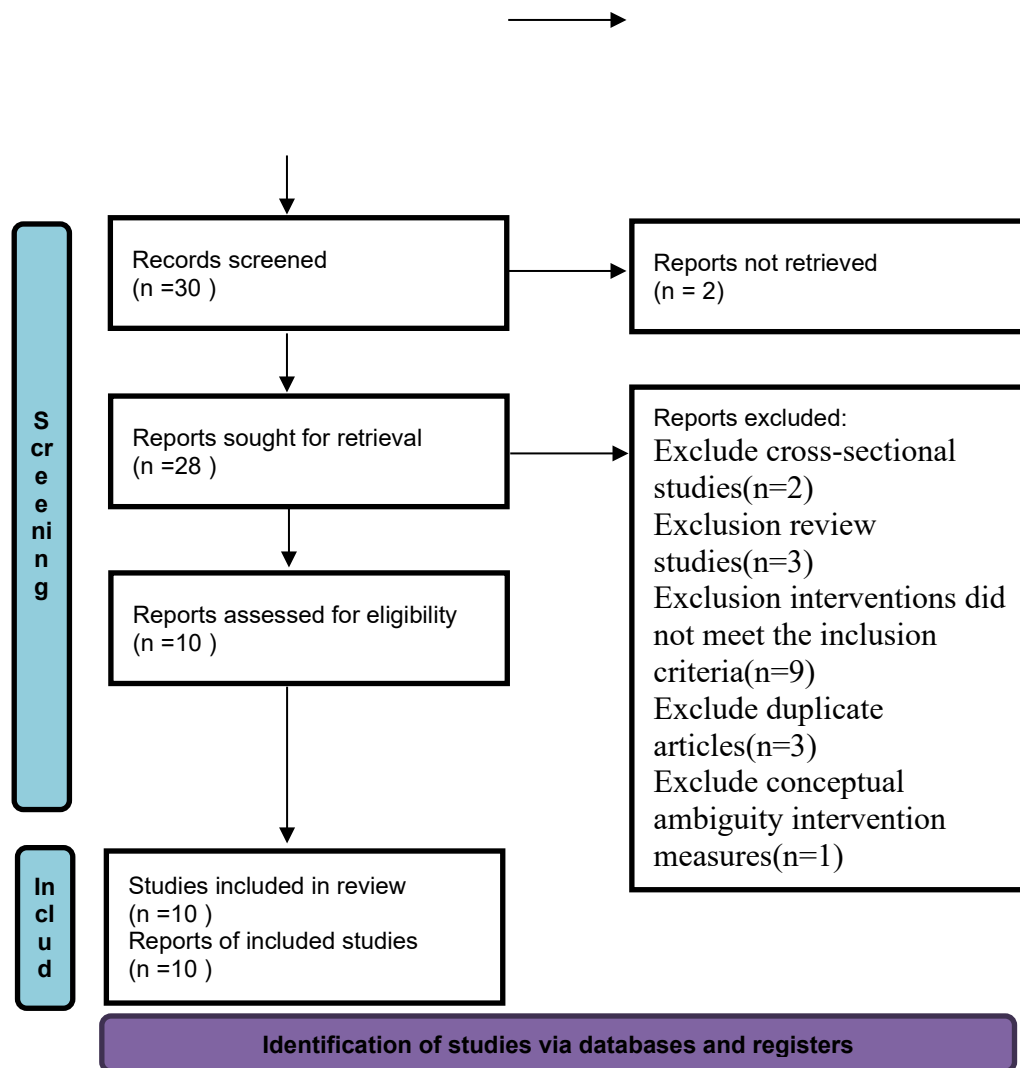 Records screened
(n =30 )
Reports not retrieved
(n = 2)
S
cr
e
e
ni
n
g
Reports sought for retrieval
(n =28 )
Reports excluded:
Exclude cross-sectional
studies(n=2)
Exclusion review
studies(n=3)
Exclusion interventions did
not meet the inclusion
criteria(n=9)
Exclude duplicate
articles(n=3)
Exclude conceptual
ambiguity intervention
measures(n=1)
Reports assessed for eligibility
(n =10 )
In
cl
u
d
Studies included in review
(n =10 )
Reports of included studies
(n =10 )
Identification of studies via databases and registers